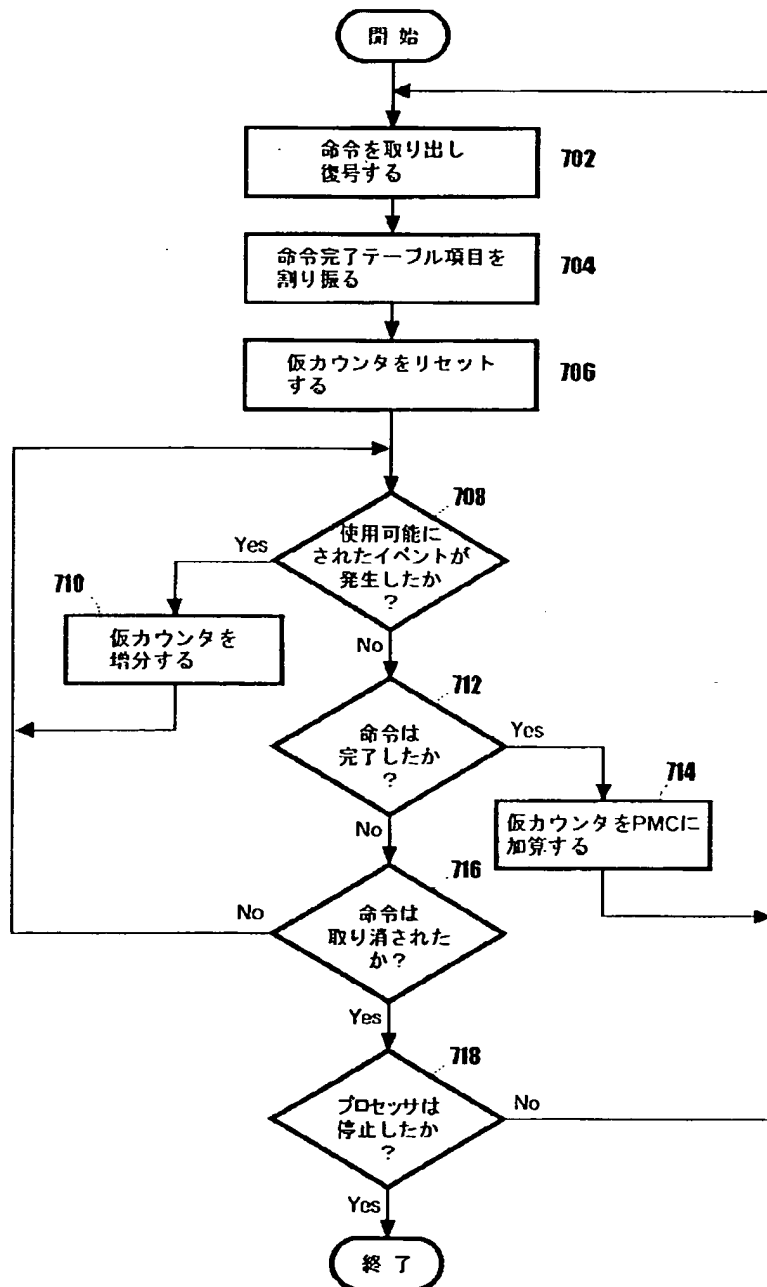 開 始
命令を取り出し
復号する
702
命令完了テーブル項目を
割り振る
704
仮カウンタをリセット
する
706
708
使用可能に
されたイベントが
発生したか
?
Yes
No
710
仮カウンタを
増分する
712
命令は
完了したか
?
Yes
No
714
仮カウンタをPMCに
加算する
716
命令は
取り消された
か?
No
Yes
718
プロセッサは
停止したか
?
No
Yes
終 了